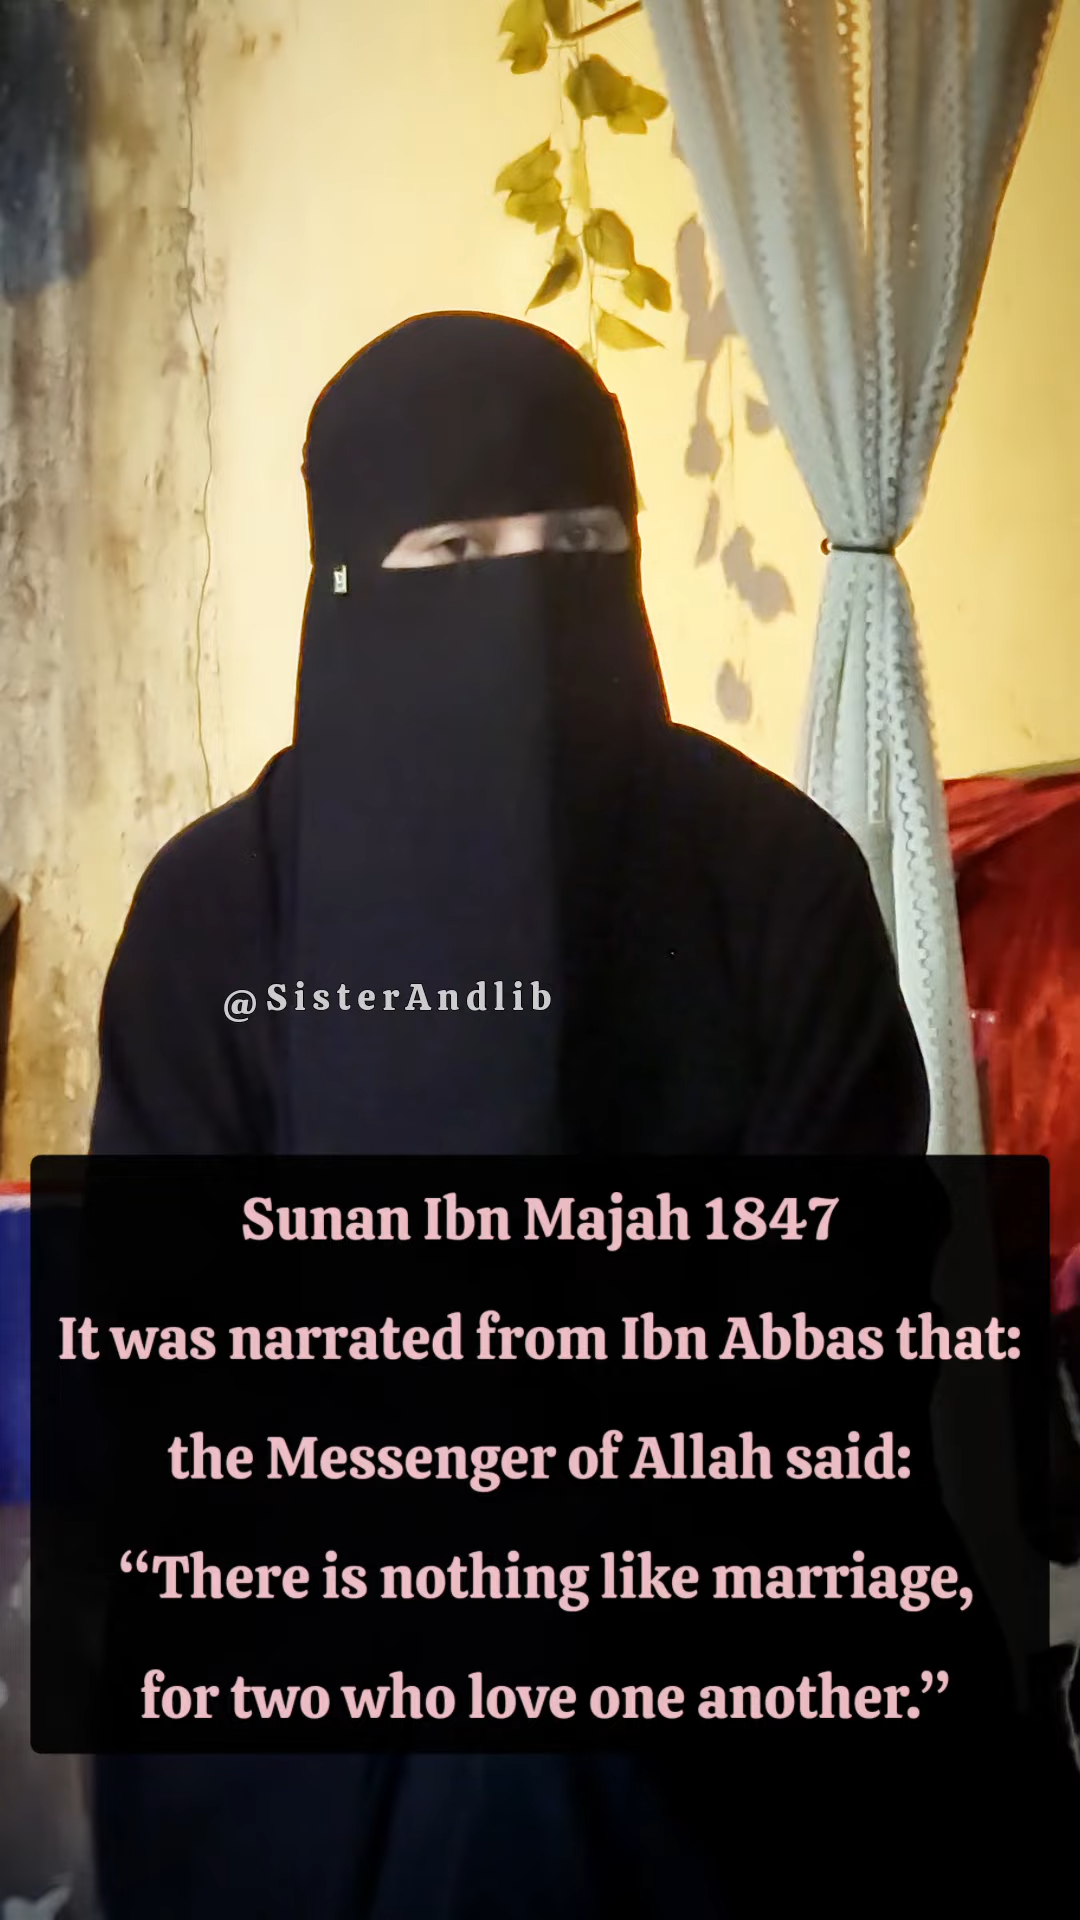 @SisterAndlib
Sunan Ibn Majah 1847
It was narrated from Ibn Abbas that:
the Messenger of Allah said:
“There is nothing like marriage,
for two who love one another.”